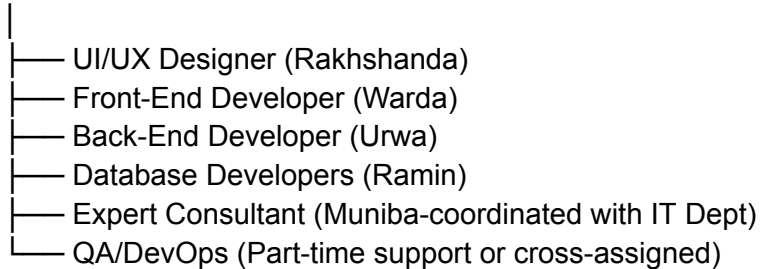 │
├── UI/UX Designer (Rakhshanda)
├── Front-End Developer (Warda)
├── Back-End Developer (Urwa)
├── Database Developers (Ramin)
├── Expert Consultant (Muniba-coordinated with IT Dept)
└── QA/DevOps (Part-time support or cross-assigned)